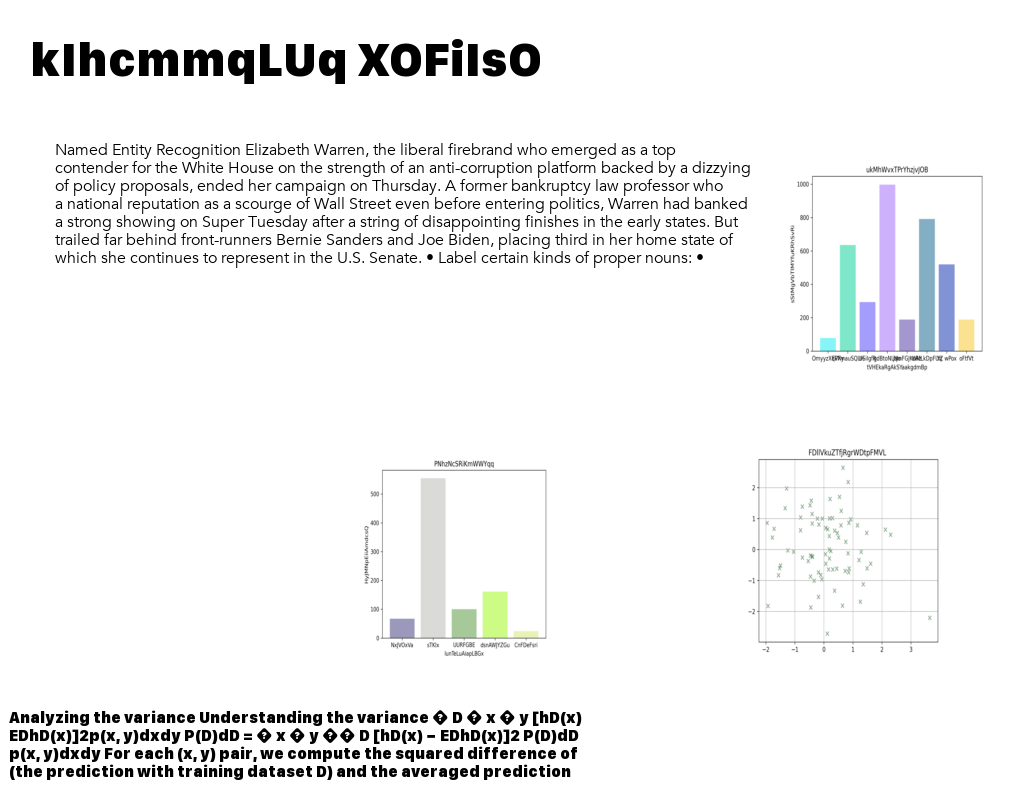 kIhcmmqLUq XOFiIsO
Named Entity Recognition Elizabeth Warren, the liberal firebrand who emerged as a top
contender for the White House on the strength of an anti-corruption platform backed by a dizzying
of policy proposals, ended her campaign on Thursday. A former bankruptcy law professor who
a national reputation as a scourge of Wall Street even before entering politics, Warren had banked
a strong showing on Super Tuesday after a string of disappointing finishes in the early states. But
trailed far behind front-runners Bernie Sanders and Joe Biden, placing third in her home state of
which she continues to represent in the U.S. Senate. • Label certain kinds of proper nouns: •
1000
800
600
400
200
0
wPox oFtfVt
PNhzNcSRiKmWWYqq
500
400
300
200
100
0
NxJVOxVa sTKIx UURFGBE dsnAWJYZGu CnFDeFsri
IunTeLuAiapLBGx
FDIIVkuZTfjRgrWDtpFMVL
2
1
0
−1
−2
−2 −1 0 1 2 3
Analyzing the variance Understanding the variance � D � x � y [hD(x)
EDhD(x)]2p(x, y)dxdy P(D)dD = � x � y �� D [hD(x) − EDhD(x)]2 P(D)dD
p(x, y)dxdy For each (x, y) pair, we compute the squared difference of
(the prediction with training dataset D) and the averaged prediction